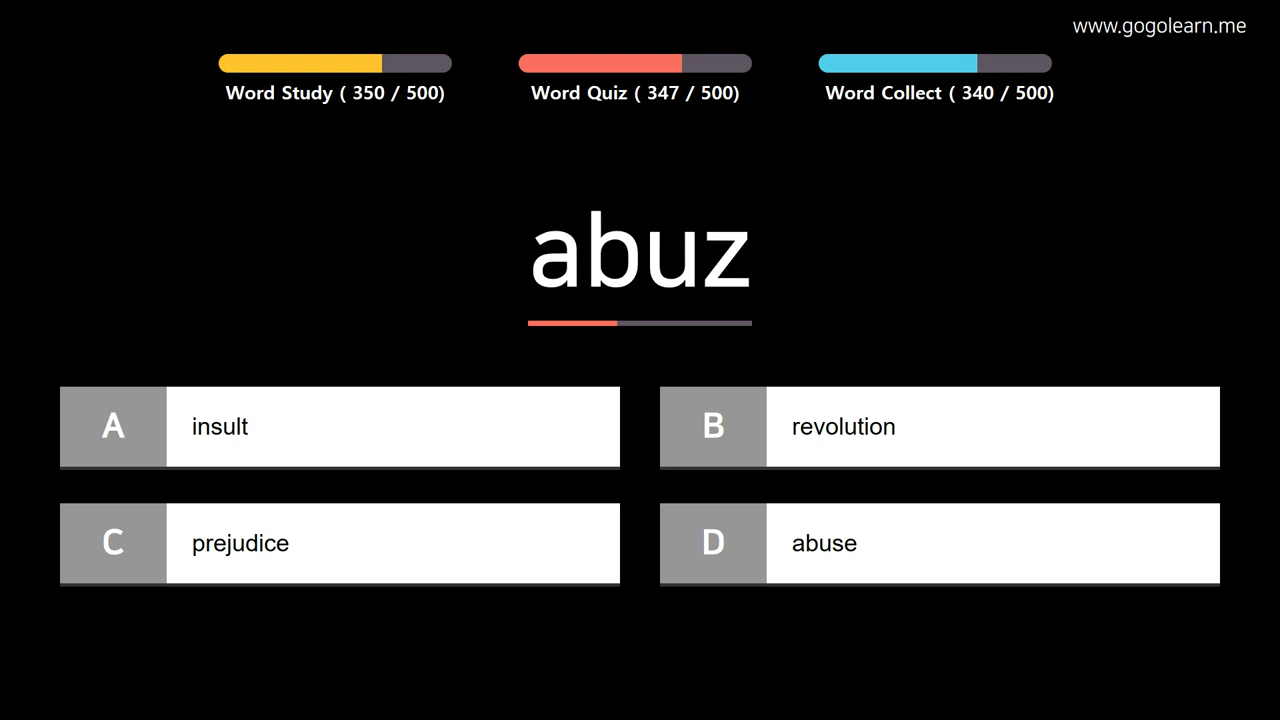 www.gogolearn.me
Word Study ( 350 / 500)
Word Quiz ( 347 / 500)
Word Collect ( 340 / 500)
abuz
A insult
B revolution
C prejudice
D abuse